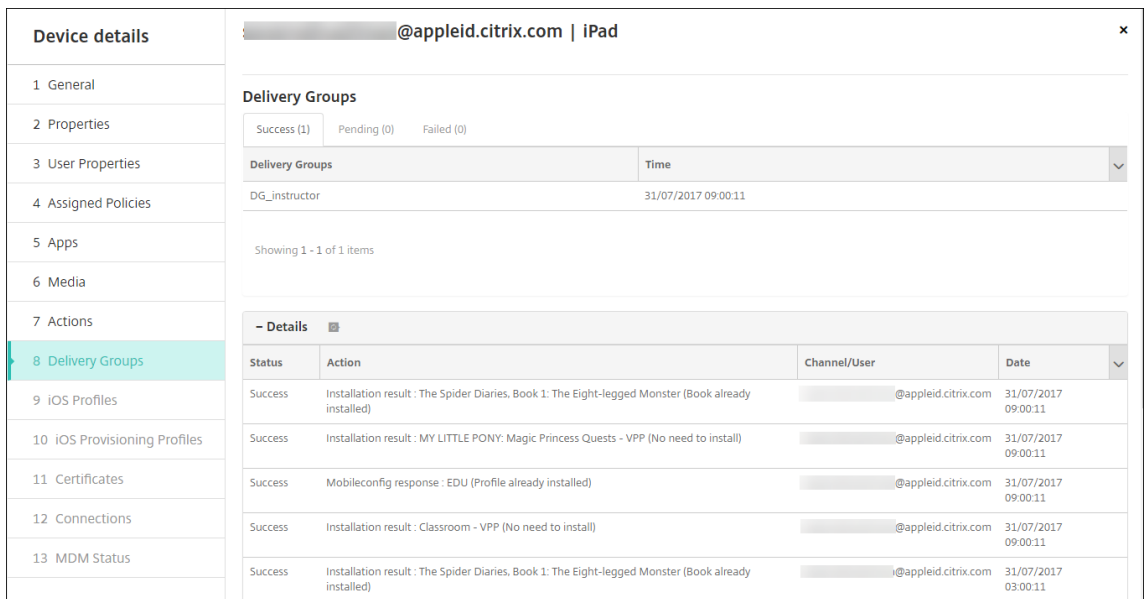 Device details
@appleid.citrix.com | iPad
×
1 General
2 Properties
3 User Properties
4 Assigned Policies
5 Apps
6 Media
7 Actions
8 Delivery Groups
9 iOS Profiles
10 iOS Provisioning Profiles
11 Certificates
12 Connections
13 MDM Status
Delivery Groups
Success (1) Pending (0) Failed (0)
Delivery Groups Time
DG_instructor 31/07/2017 09:00:11
Showing 1 - 1 of 1 items
– Details
Status Action Channel/User Date
Success Installation result : The Spider Diaries, Book 1: The Eight-legged Monster (Book already @appleid.citrix.com 31/07/2017
installed) 09:00:11
Success Installation result : MY LITTLE PONY: Magic Princess Quests - VPP (No need to install) @appleid.citrix.com 31/07/2017
09:00:11
Success Mobileconfig response : EDU (Profile already installed) @appleid.citrix.com 31/07/2017
09:00:11
Success Installation result : Classroom - VPP (No need to install) @appleid.citrix.com 31/07/2017
09:00:11
Success Installation result : The Spider Diaries, Book 1: The Eight-legged Monster (Book already @appleid.citrix.com 31/07/2017
installed) 03:00:11